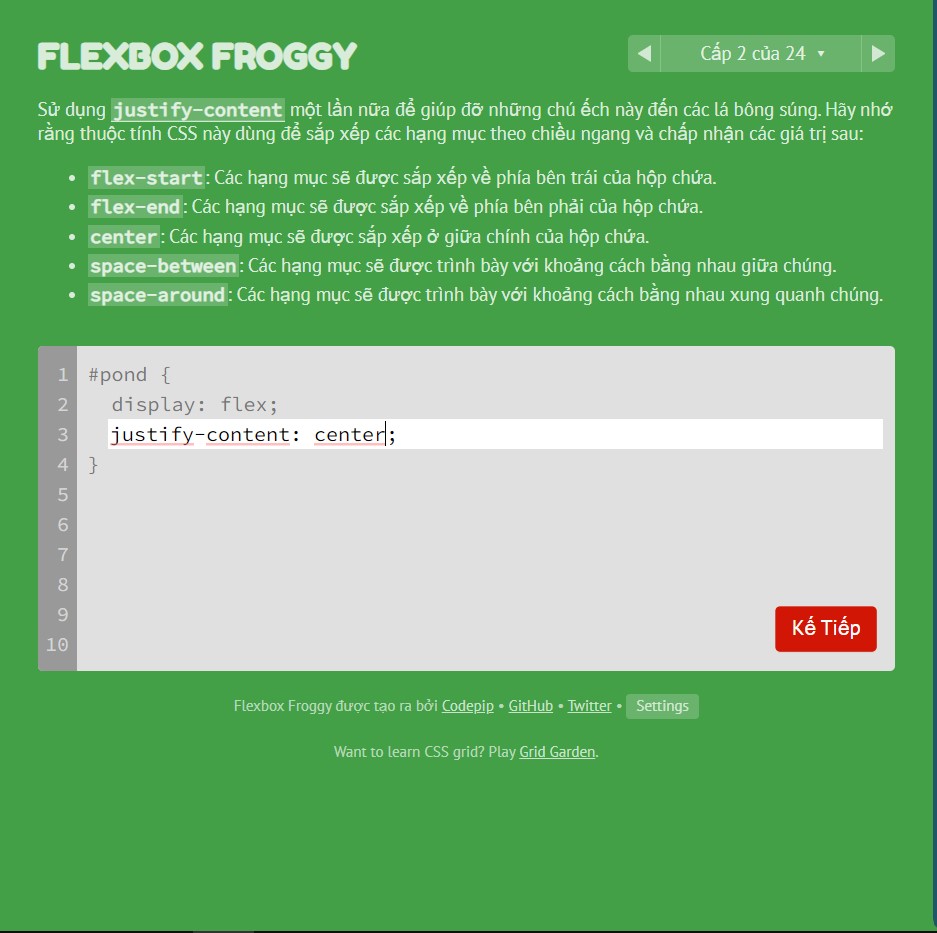 FLEXBOX FROGGY
Cấp 2 của 24
Sử dụng justify-content một lần nữa để giúp đỡ những chú ếch này đến các lá bông súng. Hãy nhớ
rằng thuộc tính CSS này dùng để sắp xếp các hạng mục theo chiều ngang và chấp nhận các giá trị sau:
• flex-start: Các hạng mục sẽ được sắp xếp về phía bên trái của hộp chứa.
• flex-end: Các hạng mục sẽ được sắp xếp về phía bên phải của hộp chứa.
• center: Các hạng mục sẽ được sắp xếp ở giữa chính của hộp chứa.
• space-between: Các hạng mục sẽ được trình bày với khoảng cách bằng nhau giữa chúng.
• space-around: Các hạng mục sẽ được trình bày với khoảng cách bằng nhau xung quanh chúng.
1 #pond {
2 display: flex;
3 justify-content: center;
4 }
5
6
7
8
9
10
Kế Tiếp
Flexbox Froggy được tạo ra bởi Codepip • GitHub • Twitter • Settings
Want to learn CSS grid? Play Grid Garden.